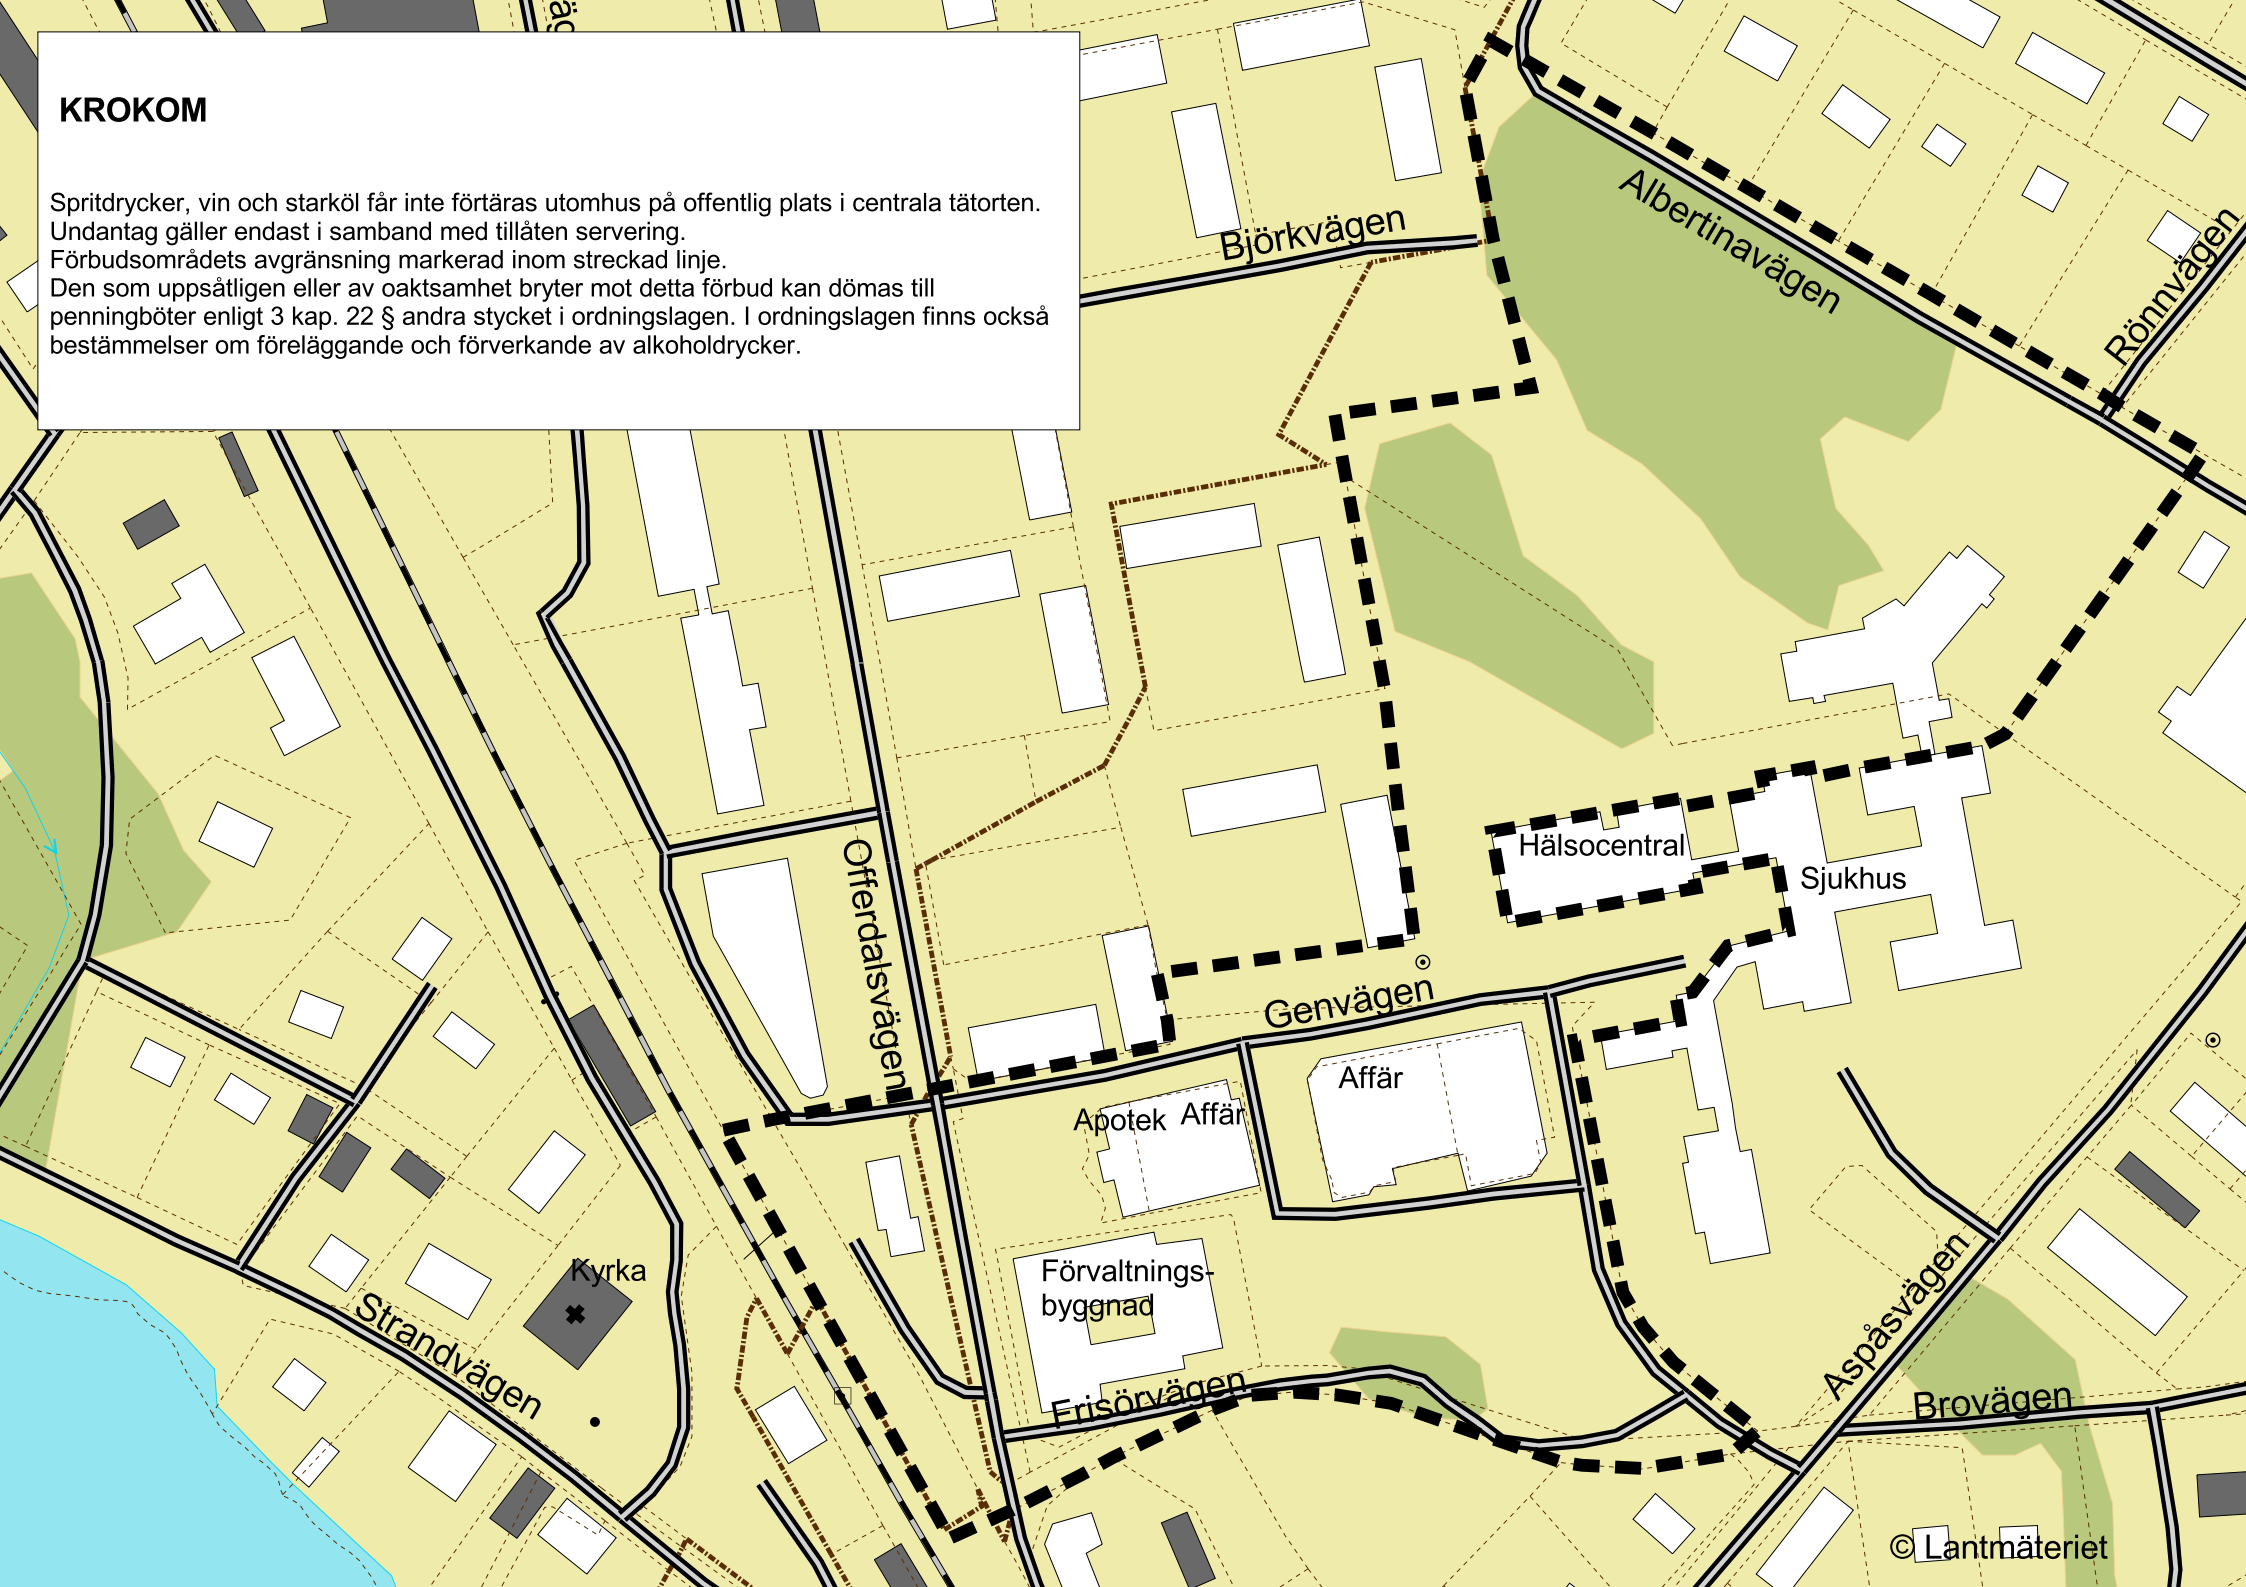 äg
KROKOM
Spritdrycker, vin och starköl får inte förtäras utomhus på offentlig plats i centrala tätorten.
Undantag gäller endast i samband med tillåten servering.
Förbudsområdets avgränsning markerad inom streckad linje.
Den som uppsåtligen eller av oaktsamhet bryter mot detta förbud kan dömas till
penningböter enligt 3 kap. 22 § andra stycket i ordningslagen. I ordningslagen finns också
bestämmelser om föreläggande och förverkande av alkoholdrycker.
Björkvägen
Albertinavägen
Rönnvägen
Hälsocentral
Sjukhus
Offerdalsvägen
Genvägen
Affär
Apotek
Affär
Kyrka
Förvaltnings-
byggnad
Strandvägen
Frisörvägen
Aspåsvägen
Brovägen
© Lantmäteriet